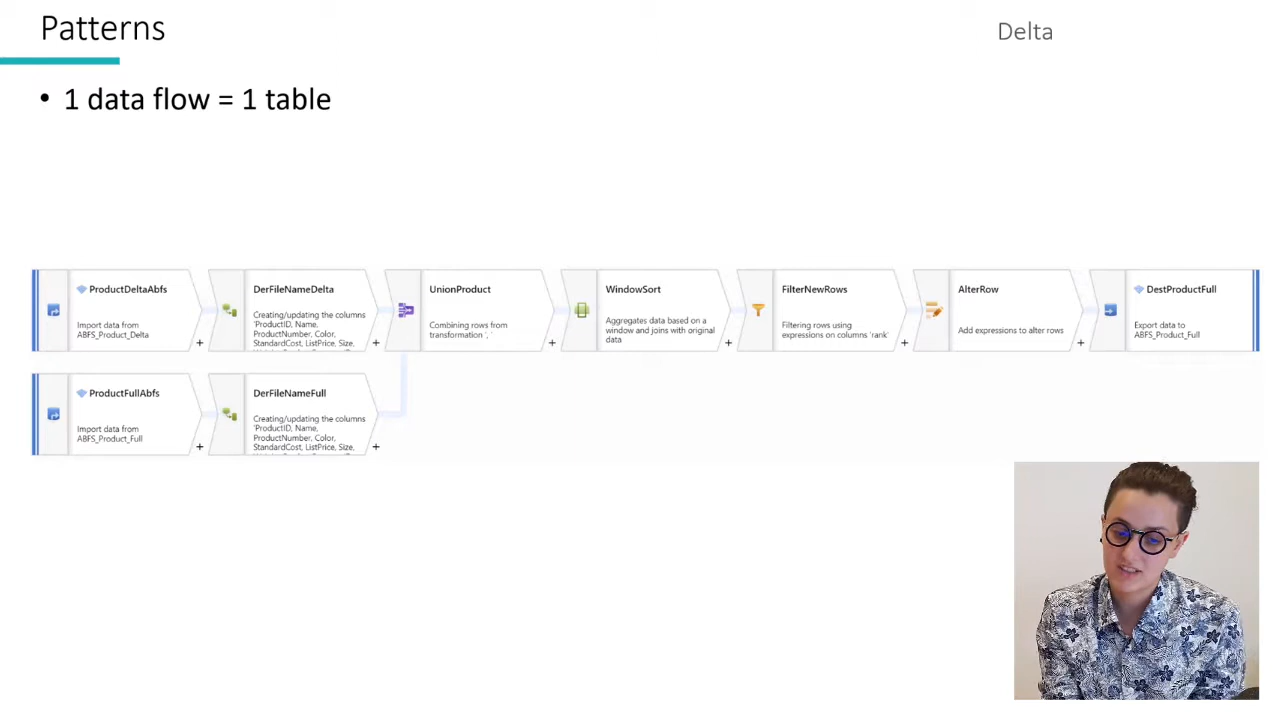 Patterns
Delta
• 1 data flow = 1 table
ProductDeltaAbfs
Import data from
ABFS_Product_Delta
+
DerFileNameDelta
Creating/updating the columns
'ProductID, Name,
ProductNumber, Color,
StandardCost, ListPrice, Size,
+
UnionProduct
Combining rows from
transformation ', '
+
WindowSort
Aggregates data based on a
window and joins with original
data
+
FilterNewRows
Filtering rows using
expressions on columns 'rank'
+
AlterRow
Add expressions to alter rows
+
DestProductFull
Export data to
ABFS_Product_Full
ProductFullAbfs
Import data from
ABFS_Product_Full
+
DerFileNameFull
Creating/updating the columns
'ProductID, Name,
ProductNumber, Color,
StandardCost, ListPrice, Size,
+